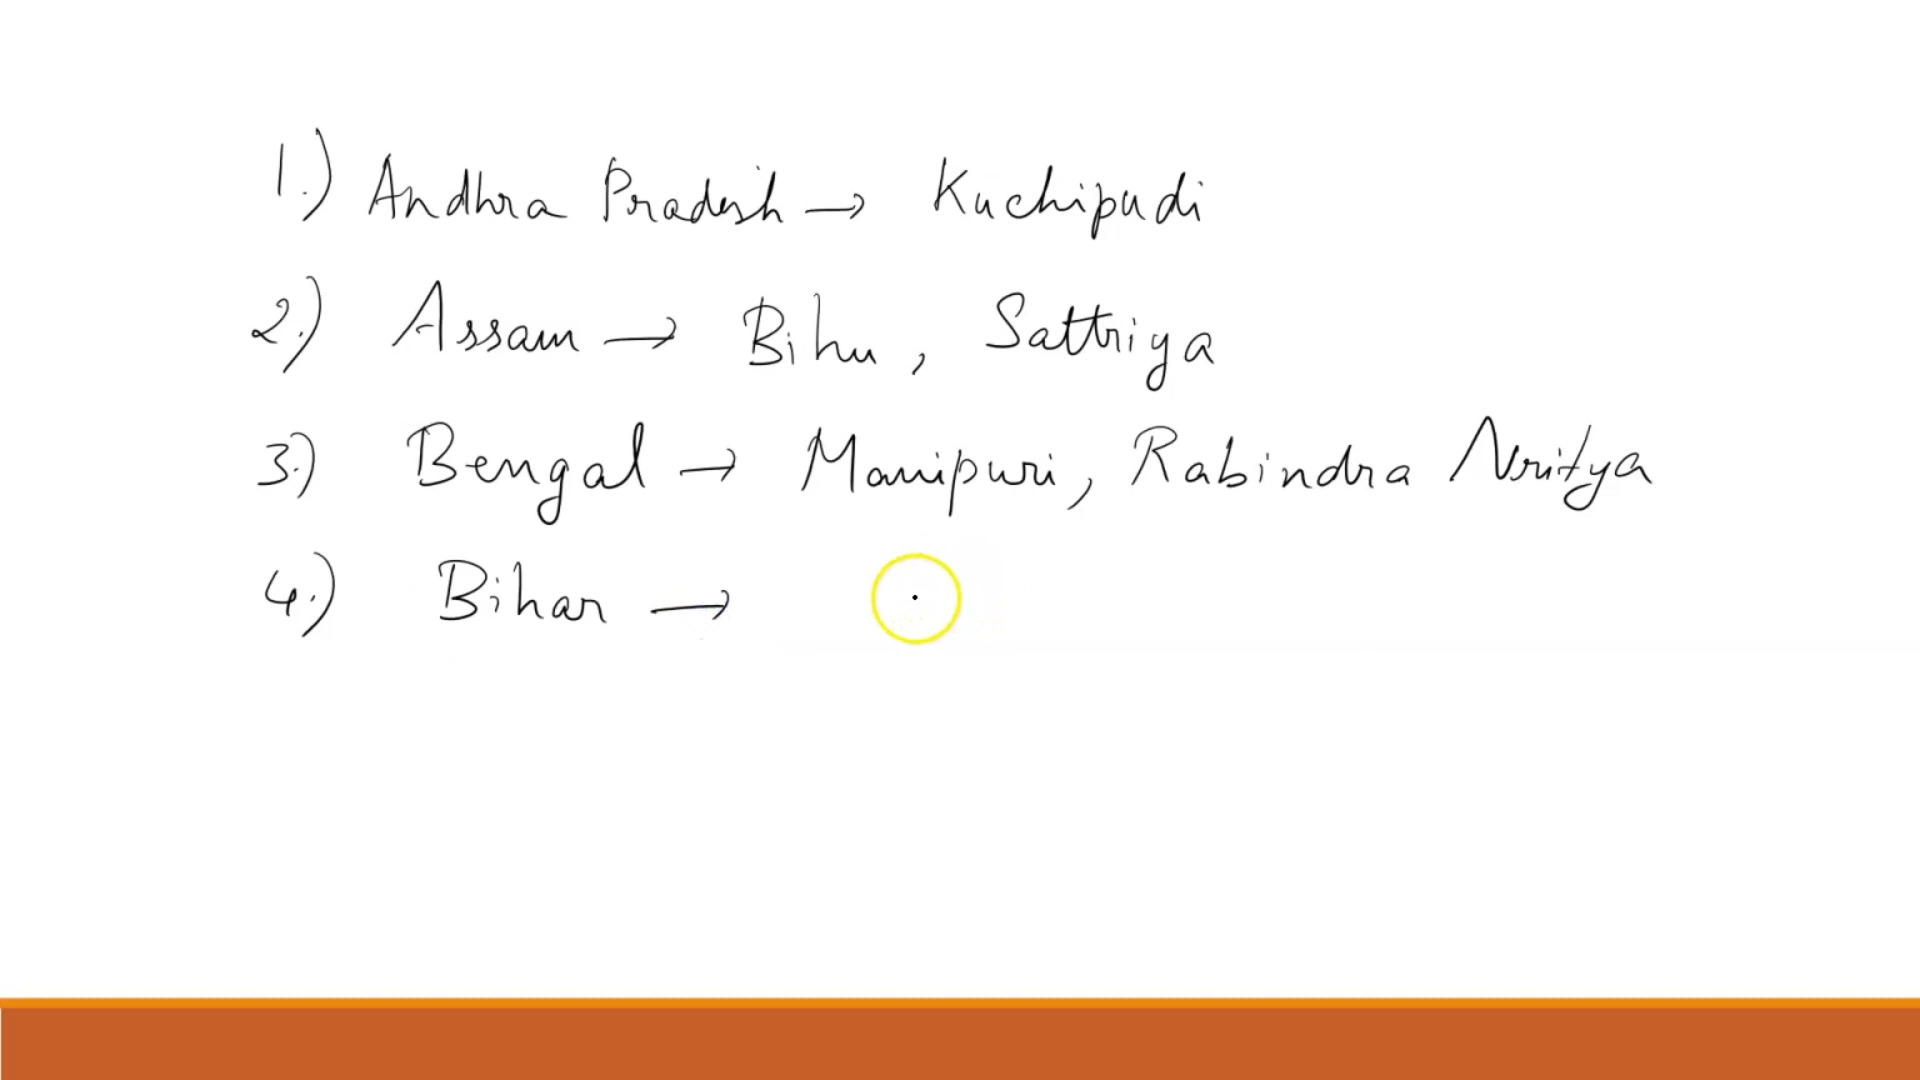 1.) Andhra Pradesh → Kuchipudi
2.) Assam → Bihu, Sattriya
3.) Bengal → Manipuri, Rabindra Nritya
4.) Bihar →